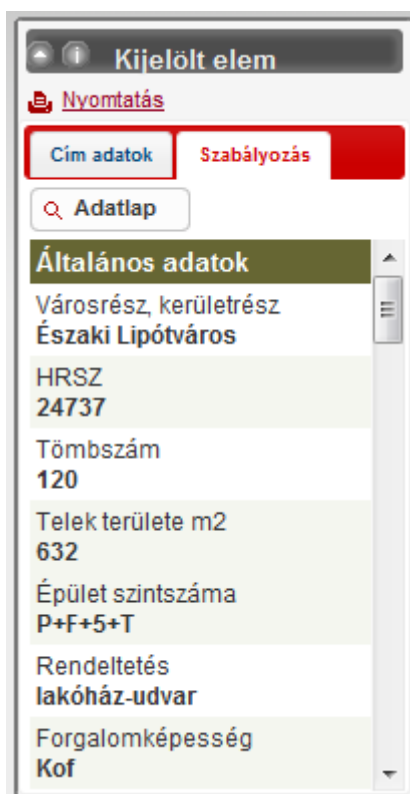 Kijelölt elem
Nyomtatás
Cím adatok
Szabályozás
Adatlap
Általános adatok
Városrész, kerületrész
Északi Lipótváros
HRSZ
24737
Tömbszám
120
Telek területe m2
632
Épület szintszáma
P+F+5+T
Rendeltetés
lakóház-udvar
Forgalomképesség
Kof